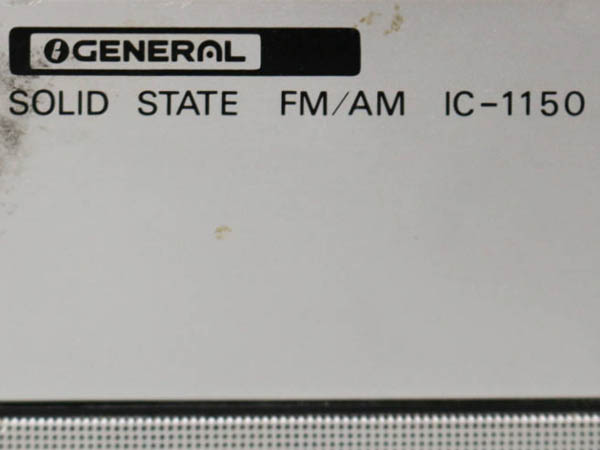 GENERAL
SOLID STATE FM/AM IC-1150